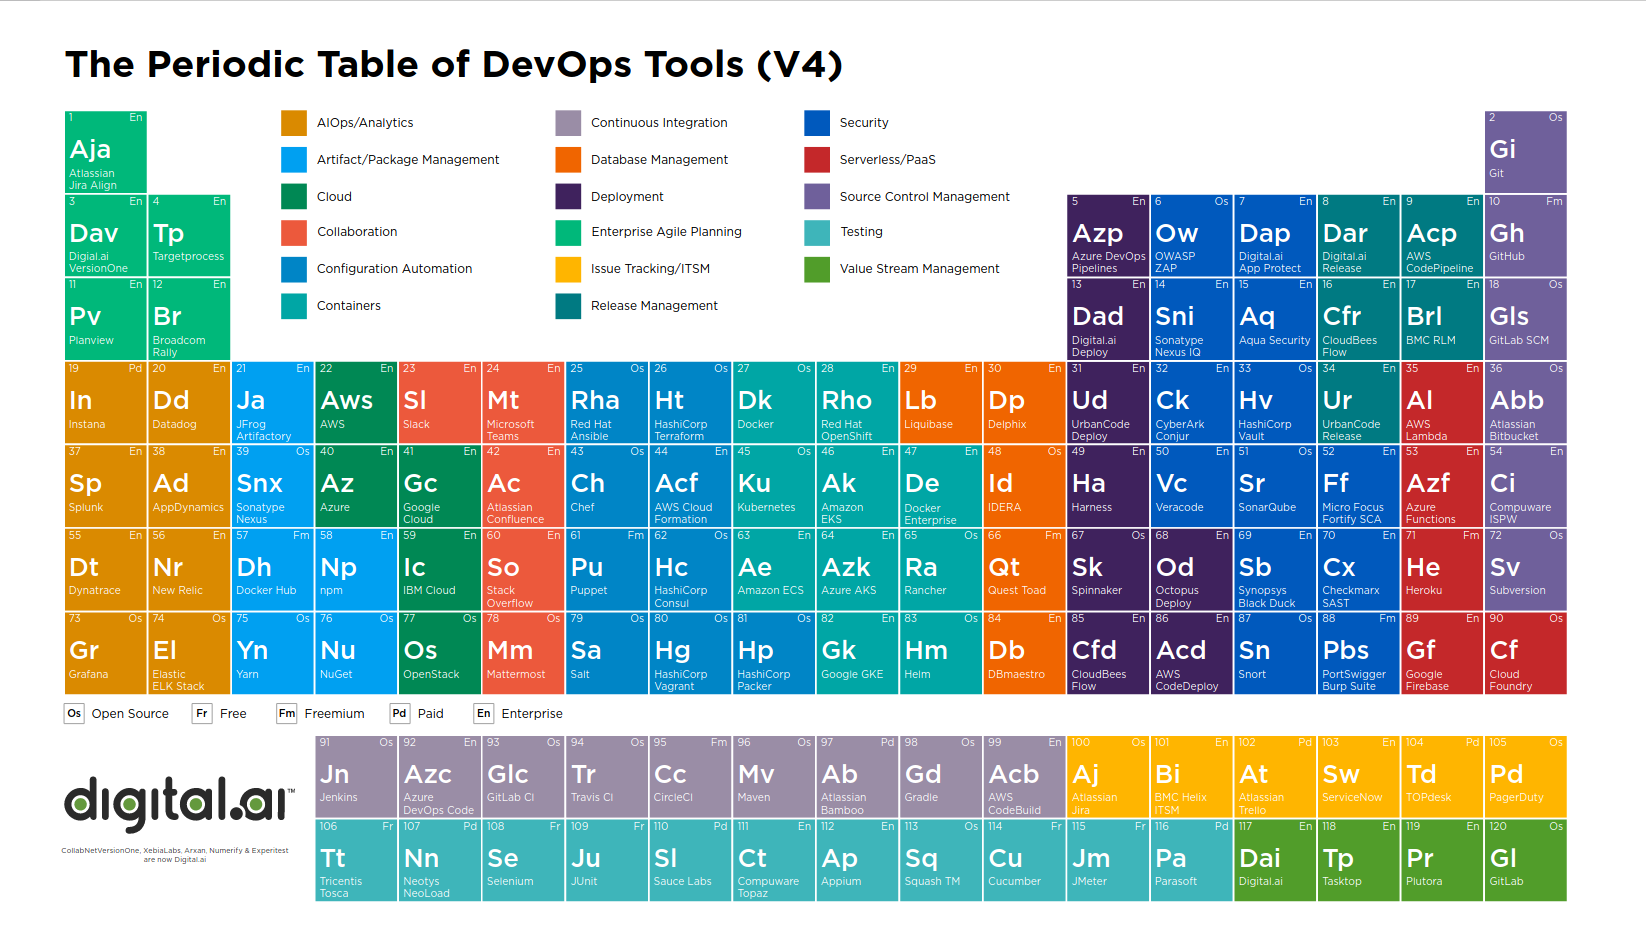 The Periodic Table of DevOps Tools (V4)
AIOps/Analytics
Artifact/Package Management
Cloud
Collaboration
Configuration Automation
Containers
Continuous Integration
Database Management
Deployment
Enterprise Agile Planning
Issue Tracking/ITSM
Release Management
Security
Serverless/PaaS
Source Control Management
Testing
Value Stream Management
1 En
Aja
Atlassian
Jira Align
2 Os
Gi
Git
3 En
Dav
Digial.ai
VersionOne
4 En
Tp
Targetprocess
5 En
Azp
Azure DevOps
Pipelines
6 Os
Ow
OWASP
ZAP
7 En
Dap
Digital.ai
App Protect
8 En
Dar
Digital.ai
Release
9 En
Acp
AWS
CodePipeline
10 Fm
Gh
GitHub
11 En
Pv
Planview
12 En
Br
Broadcom
Rally
13 En
Dad
Digital.ai
Deploy
14 En
Sni
Sonatype
Nexus IQ
15 En
Aq
Aqua Security
16 En
Cfr
CloudBees
Flow
17 En
Brl
BMC RLM
18 Os
Gls
GitLab SCM
19 Pd
In
Instana
20 En
Dd
Datadog
21 En
Ja
JFrog
Artifactory
22 En
Aws
AWS
23 En
Sl
Slack
24 En
Mt
Microsoft
Teams
25 Os
Rha
Red Hat
Ansible
26 Os
Ht
HashiCorp
Terraform
27 Os
Dk
Docker
28 En
Rho
Red Hat
OpenShift
29 En
Lb
Liquibase
30 En
Dp
Delphix
31 En
Ud
UrbanCode
Deploy
32 En
Ck
CyberArk
Conjur
33 Os
Hv
HashiCorp
Vault
34 En
Ur
UrbanCode
Release
35 En
Al
AWS
Lambda
36 Os
Abb
Atlassian
Bitbucket
37 En
Sp
Splunk
38 En
Ad
AppDynamics
39 Os
Snx
Sonatype
Nexus
40 En
Az
Azure
41 En
Gc
Google
Cloud
42 En
Ac
Atlassian
Confluence
43 Os
Ch
Chef
44 En
Acf
AWS Cloud
Formation
45 Os
Ku
Kubernetes
46 En
Ak
Amazon
EKS
47 En
De
Docker
Enterprise
48 Os
Id
IDERA
49 En
Ha
Harness
50 En
Vc
Veracode
51 Os
Sr
SonarQube
52 En
Ff
Micro Focus
Fortify SCA
53 En
Azf
Azure
Functions
54 En
Ci
Compuware
ISPW
55 En
Dt
Dynatrace
56 En
Nr
New Relic
57 Fm
Dh
Docker Hub
58 En
Np
npm
59 En
Ic
IBM Cloud
60 En
So
Stack
Overflow
61 Fm
Pu
Puppet
62 Os
Hc
HashiCorp
Consul
63 En
Ae
Amazon ECS
64 En
Azk
Azure AKS
65 Os
Ra
Rancher
66 Fm
Qt
Quest Toad
67 Os
Sk
Spinnaker
68 En
Od
Octopus
Deploy
69 En
Sb
Synopsys
Black Duck
70 En
Cx
Checkmarx
SAST
71 Fm
He
Heroku
72 Os
Sv
Subversion
73 Os
Gr
Grafana
74 Os
El
Elastic
ELK Stack
75 Os
Yn
Yarn
76 Os
Nu
NuGet
77 Os
Os
OpenStack
78 Os
Mm
Mattermost
79 Os
Sa
Salt
80 Os
Hg
HashiCorp
Vagrant
81 Os
Hp
HashiCorp
Packer
82 En
Gk
Google GKE
83 Os
Hm
Helm
84 En
Db
DBmaestro
85 En
Cfd
CloudBees
Flow
86 En
Acd
AWS
CodeDeploy
87 Os
Sn
Snort
88 Fm
Pbs
PortSwigger
Burp Suite
89 En
Gf
Google
Firebase
90 Os
Cf
Cloud
Foundry
Os Open Source Fr Free Fm Freemium Pd Paid En Enterprise
91 Os
Jn
Jenkins
92 En
Azc
Azure
DevOps Code
93 Os
Glc
GitLab CI
94 Os
Tr
Travis CI
95 Fm
Cc
CircleCI
96 Os
Mv
Maven
97 Pd
Ab
Atlassian
Bamboo
98 Os
Gd
Gradle
99 En
Acb
AWS
CodeBuild
100 Os
Aj
Atlassian
Jira
101 En
Bi
BMC Helix
ITSM
102 Pd
At
Atlassian
Trello
103 En
Sw
ServiceNow
104 Pd
Td
TOPdesk
105 Os
Pd
PagerDuty
106 Fr
Tt
Tricentis
Tosca
107 Pd
Nn
Neotys
NeoLoad
108 Fr
Se
Selenium
109 Fr
Ju
JUnit
110 Pd
Sl
Sauce Labs
111 En
Ct
Compuware
Topaz
112 En
Ap
Appium
113 Os
Sq
Squash TM
114 Fr
Cu
Cucumber
115 Fr
Jm
JMeter
116 Pd
Pa
Parasoft
117 En
Dai
Digital.ai
118 En
Tp
Tasktop
119 En
Pr
Plutora
120 Os
Gl
GitLab
digital.ai™
CollabNetVersionOne, XebiaLabs, Arxan, Numerify & Experitest
are now Digital.ai